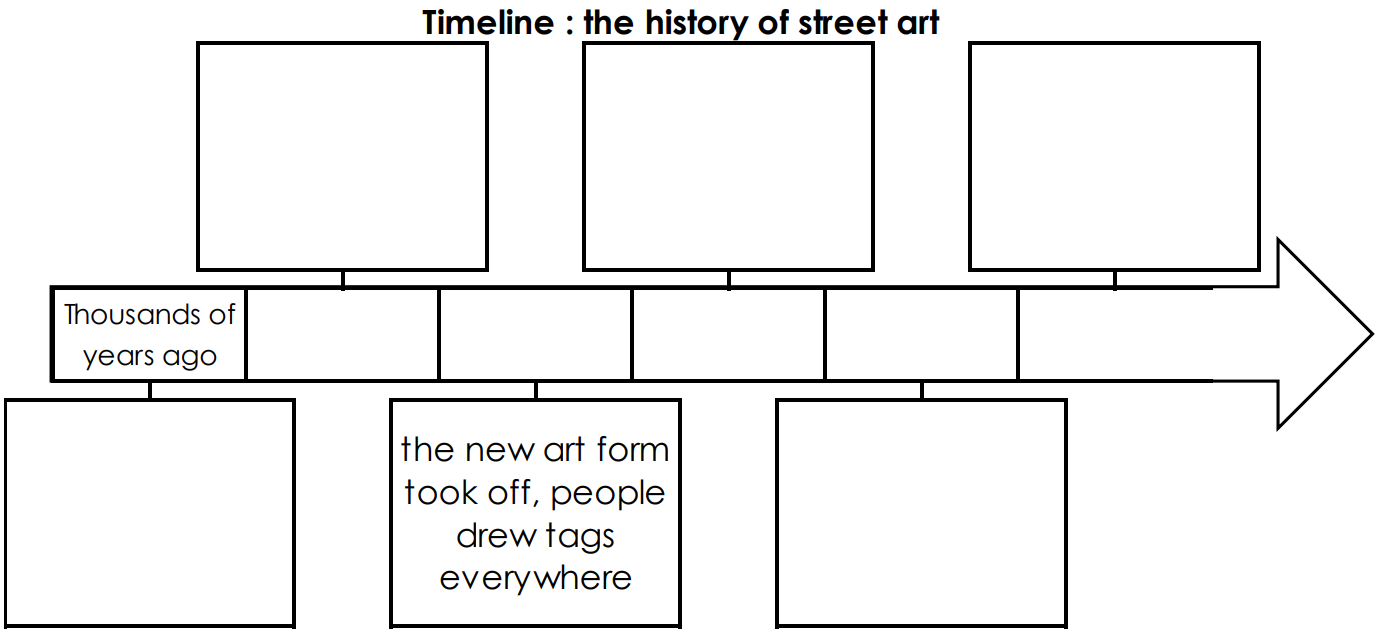 Timeline : the history of street art
Thousands of
years ago
the new art form
took off, people
drew tags
everywhere